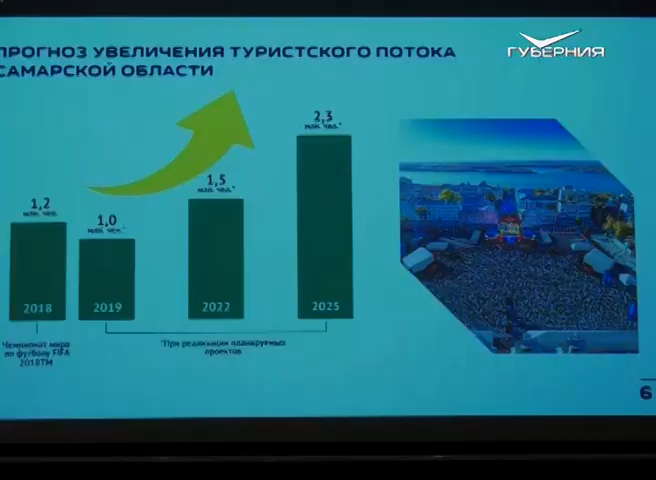 ПРОГНОЗ УВЕЛИЧЕНИЯ ТУРИСТСКОГО ПОТОКА
САМАРСКОЙ ОБЛАСТИ
ГУБЕРНИЯ
2,3
млн. чел.*
1,5
млн. чел.*
1,2
млн. чел.
1,0
млн. чел.*
2018
2019
2022
2025
Чемпионат мира
по футболу FIFA
2018TM
*При реализации планируемых
проектов
6